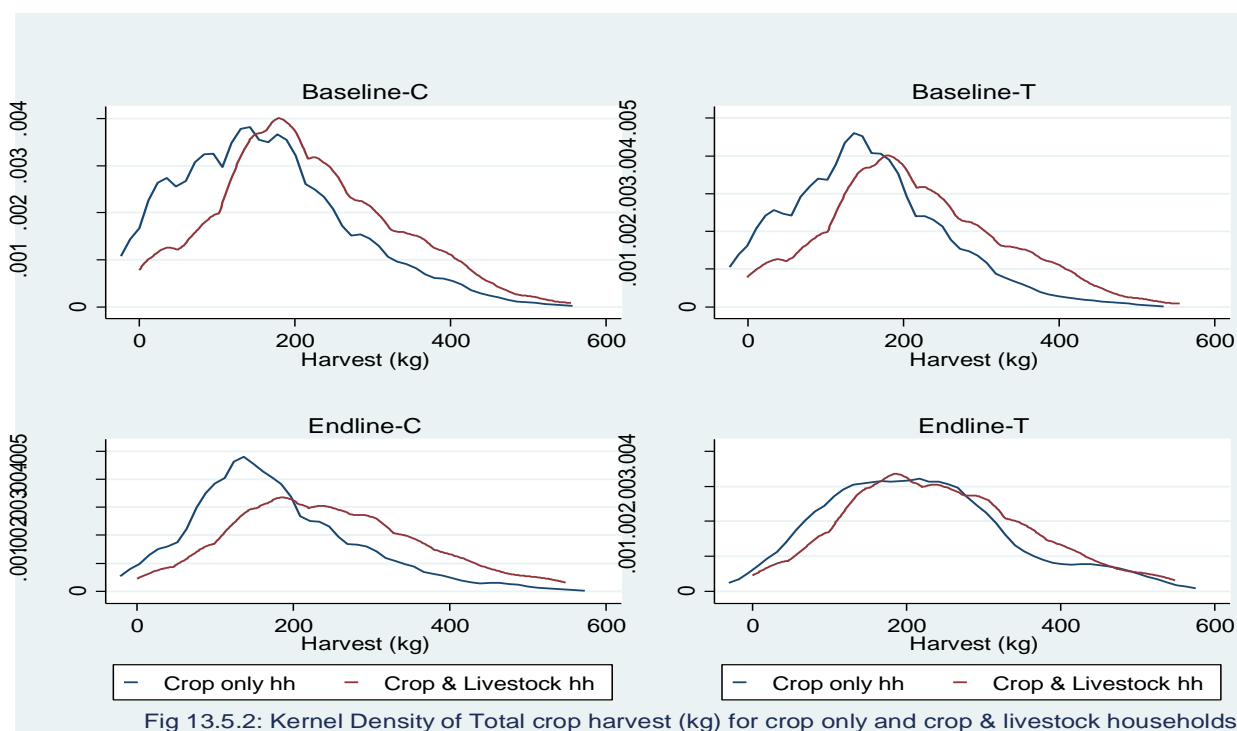 Baseline-C
Baseline-T
0 .001 .002 .003 .004
0 .001 .002 .003 .004 .005
0 200 400 600
0 200 400 600
Harvest (kg)
Harvest (kg)
Endline-C
Endline-T
0 .001 .002 .003 .004 .005
0 .001 .002 .003 .004
0 200 400 600
0 200 400 600
Harvest (kg)
Harvest (kg)
Crop only hh Crop & Livestock hh
Crop only hh Crop & Livestock hh
Fig 13.5.2: Kernel Density of Total crop harvest (kg) for crop only and crop & livestock households